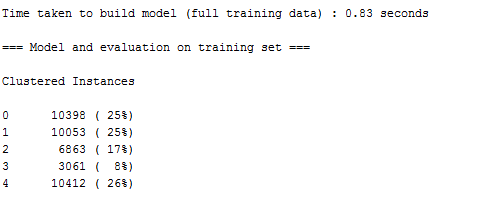 Time taken to build model (full training data) : 0.83 seconds
=== Model and evaluation on training set ===
Clustered Instances
0      10398 ( 25%)
1      10053 ( 25%)
2       6863 ( 17%)
3       3061 (  8%)
4      10412 ( 26%)